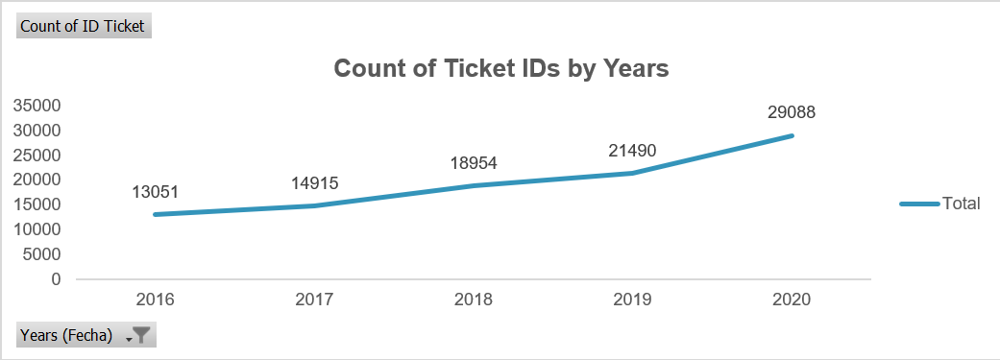 Count of ID Ticket
Count of Ticket IDs by Years
35000
30000
25000
20000
15000
10000
5000
0
13051
14915
18954
21490
29088
Total
2016 2017 2018 2019 2020
Years (Fecha)